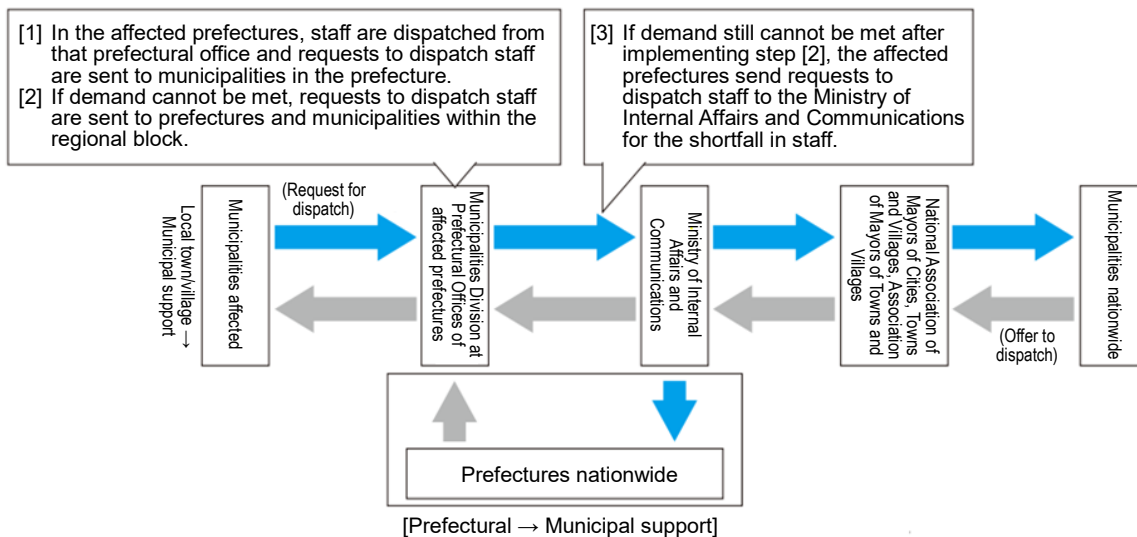 [1] In the affected prefectures, staff are dispatched from
that prefectural office and requests to dispatch staff
are sent to municipalities in the prefecture.
[2] If demand cannot be met, requests to dispatch staff
are sent to prefectures and municipalities within the
regional block.
[3] If demand still cannot be met after
implementing step [2], the affected
prefectures send requests to
dispatch staff to the Ministry of
Internal Affairs and Communications
for the shortfall in staff.
Local town/village →
Municipal support
Municipalities affected
(Request for
dispatch)
Municipalities Division at
Prefectural Offices of
affected prefectures
Ministry of Internal
Affairs and
Communications
National Association of
Mayors of Cities, Towns
and Villages, Association
of Mayors of Towns and
Villages
(Offer to
dispatch)
Municipalities nationwide
Prefectures nationwide
[Prefectural → Municipal support]